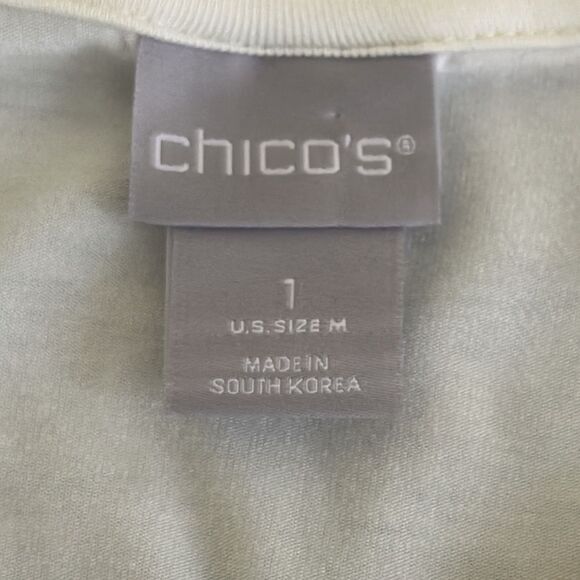 chico's®
1
U.S. SIZE M
MADE IN
SOUTH KOREA